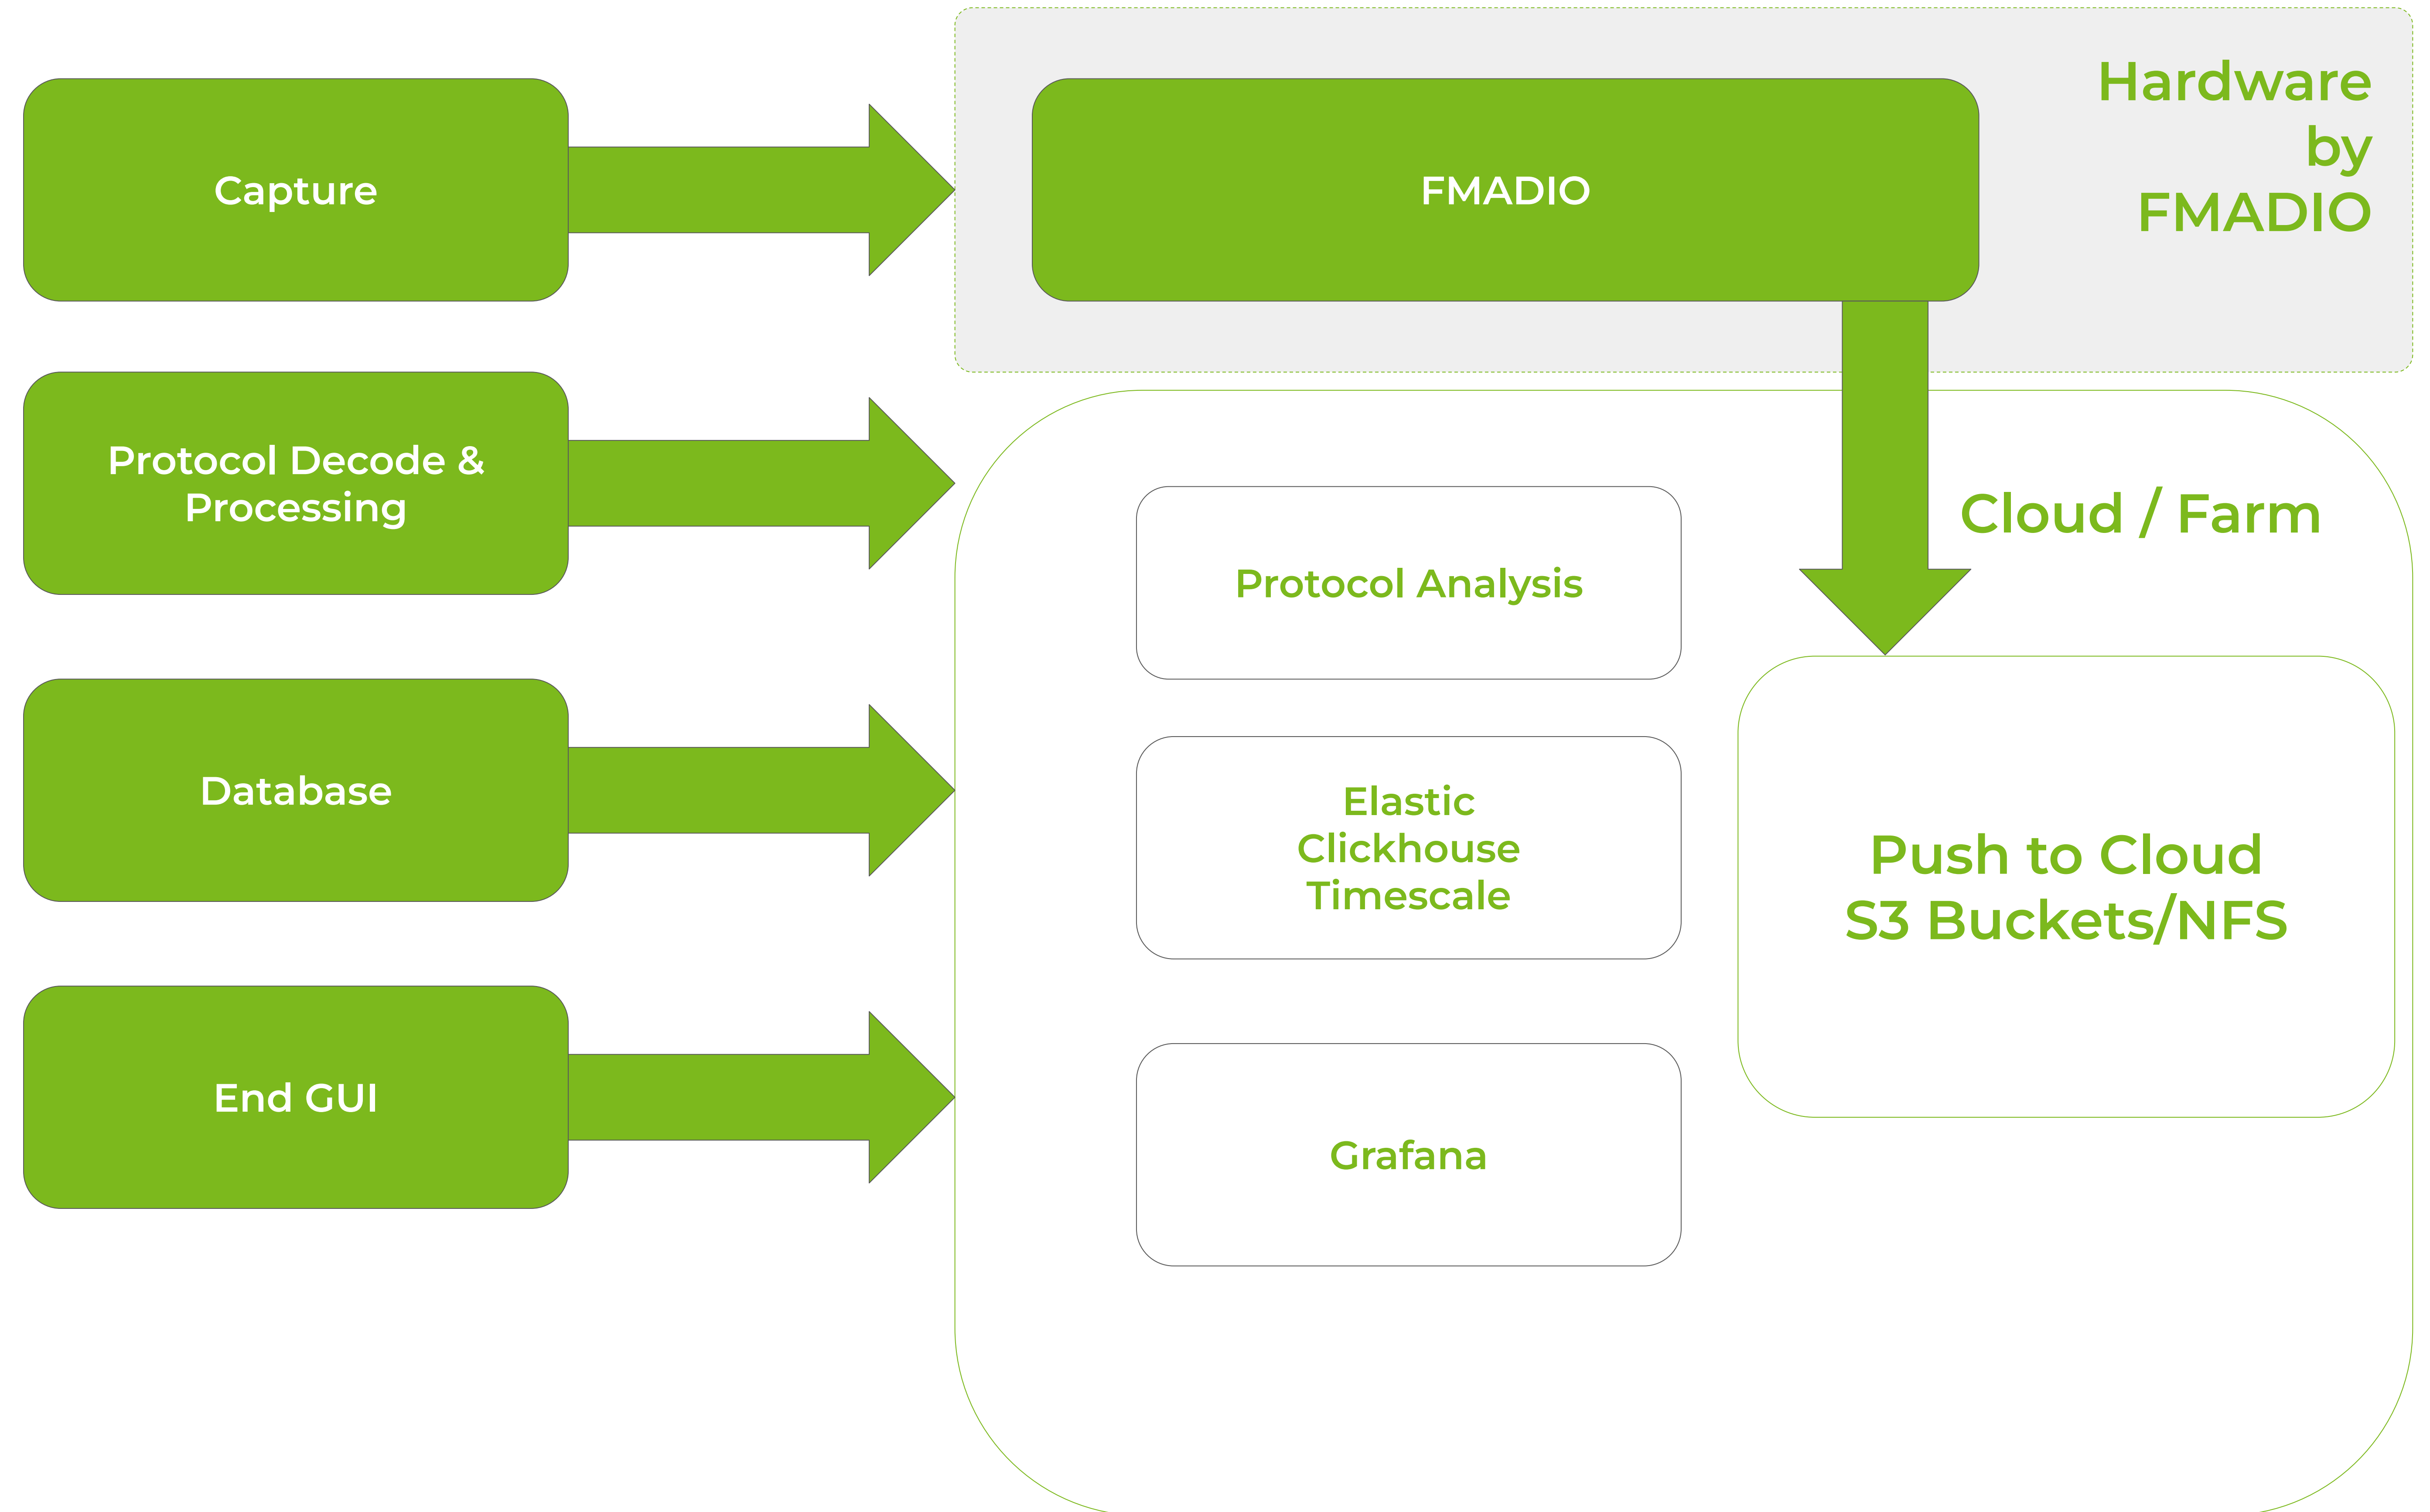 Capture
FMADIO
Hardware
by
FMADIO
Protocol Decode &
Processing
Protocol Analysis
Cloud / Farm
Database
Elastic
Clickhouse
Timescale
Push to Cloud
S3 Buckets/NFS
End GUI
Grafana